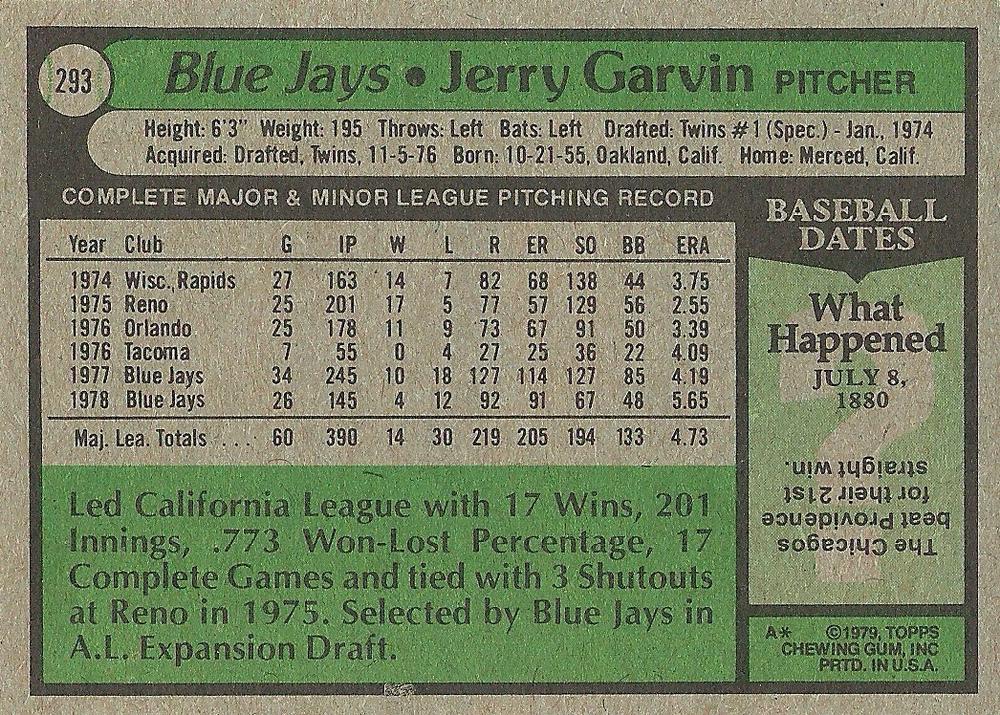 293
Blue Jays • Jerry Garvin PITCHER
Height: 6'3" Weight: 195 Throws: Left Bats: Left Drafted: Twins #1 (Spec.) - Jan., 1974
Acquired: Drafted, Twins, 11-5-76 Born: 10-21-55, Oakland, Calif. Home: Merced, Calif.
COMPLETE MAJOR & MINOR LEAGUE PITCHING RECORD
Year Club G IP W L R ER SO BB ERA
1974 Wisc. Rapids 27 163 14 7 82 68 138 44 3.75
1975 Reno 25 201 17 5 77 57 129 56 2.55
1976 Orlando 25 178 11 9 73 67 91 50 3.39
1976 Tacoma 7 55 0 4 27 25 36 22 4.09
1977 Blue Jays 34 245 10 18 127 114 127 85 4.19
1978 Blue Jays 26 145 4 12 92 91 67 48 5.65
Maj. Lea. Totals .... 60 390 14 30 219 205 194 133 4.73
Led California League with 17 Wins, 201
Innings, .773 Won-Lost Percentage, 17
Complete Games and tied with 3 Shutouts
at Reno in 1975. Selected by Blue Jays in
A.L. Expansion Draft.
BASEBALL
DATES
What
Happened
JULY 8,
1880
The Chicagos
beat Providence
for their 21st
straight win.
A* ©1979, TOPPS
CHEWING GUM, INC
PRTD. IN U.S.A.